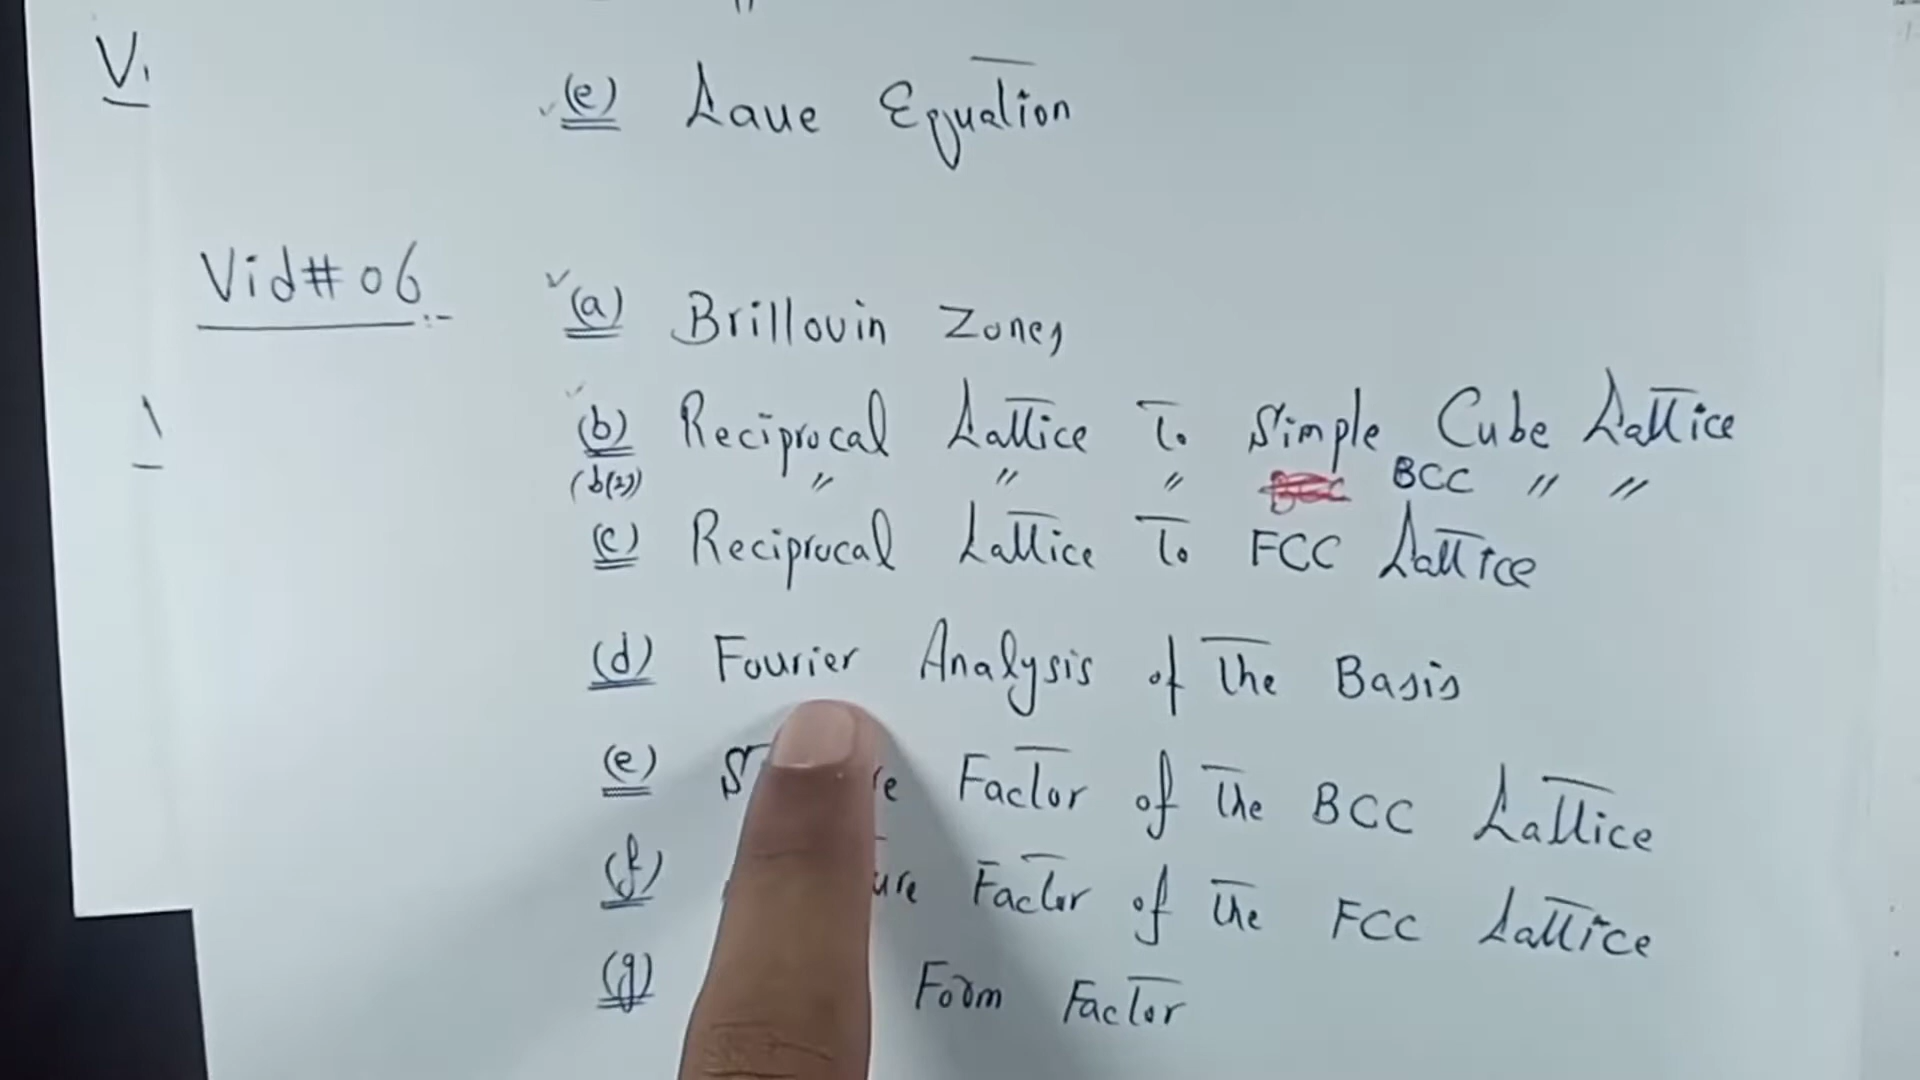 V.
(e) Laue Equation
Vid#06 :-
(a) Brillouin Zones
(b) Reciprocal Lattice To Simple Cube Lattice
(b(2)) " " " BCC " "
(c) Reciprocal Lattice To FCC Lattice
(d) Fourier Analysis of The Basis
(e) Factor of The BCC Lattice
(f) Factor of The FCC Lattice
(g) Form Factor